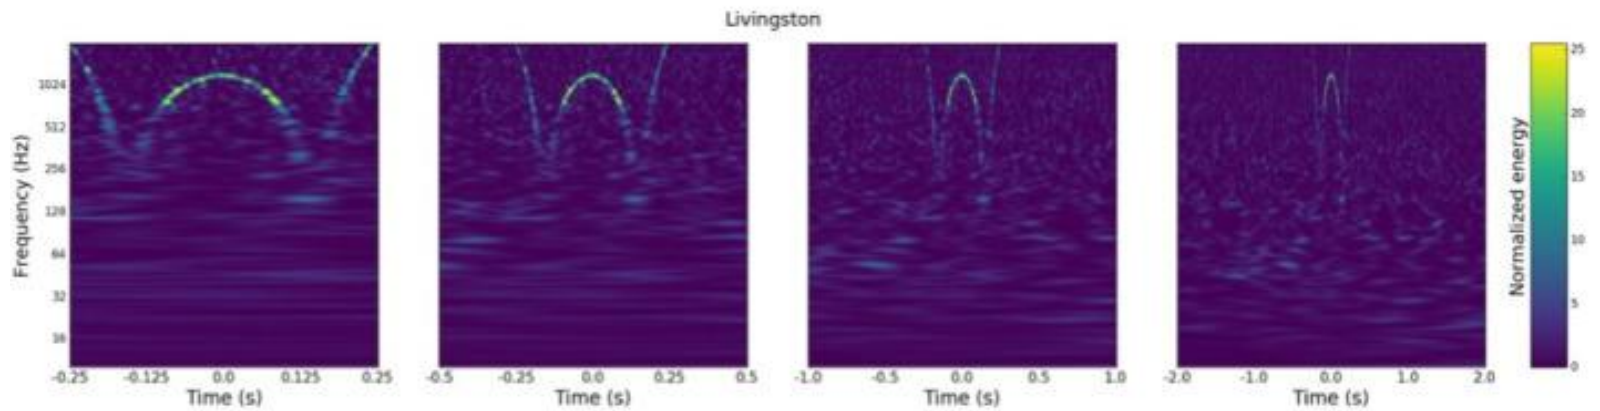 Livingston
Frequency (Hz)
1024
512
256
128
64
32
16
-0.25 -0.125 0.0 0.125 0.25
Time (s)
-0.5 -0.25 0.0 0.25 0.5
Time (s)
-1.0 -0.5 0.0 0.5 1.0
Time (s)
-2.0 -1.0 0.0 1.0 2.0
Time (s)
Normalized energy
25
20
15
10
5
0